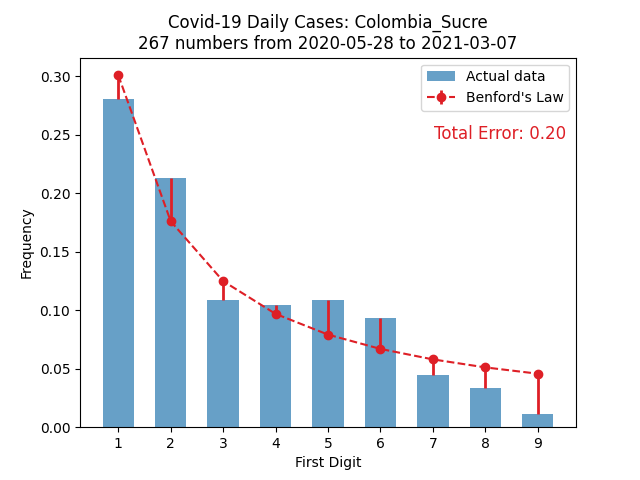 Covid-19 Daily Cases: Colombia_Sucre
267 numbers from 2020-05-28 to 2021-03-07
Actual data
Benford's Law
Total Error: 0.20
Frequency
0.30
0.25
0.20
0.15
0.10
0.05
0.00
1 2 3 4 5 6 7 8 9
First Digit